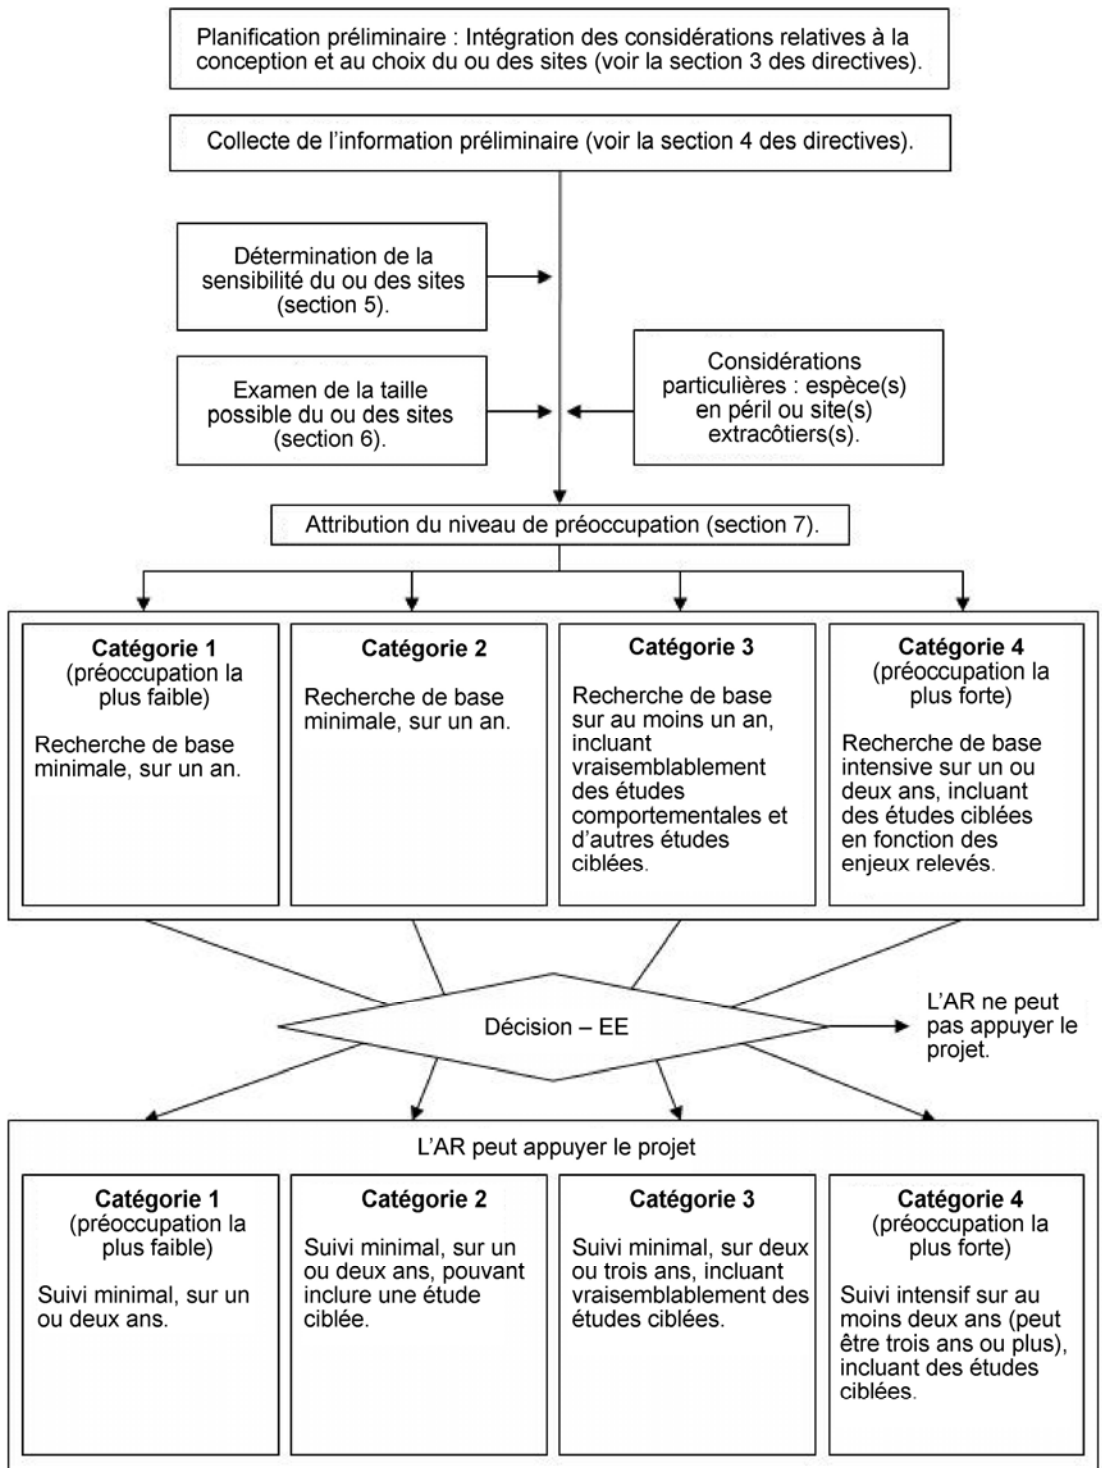 Planification préliminaire : Intégration des considérations relatives à la
conception et au choix du ou des sites (voir la section 3 des directives).
Collecte de l'information préliminaire (voir la section 4 des directives).
Détermination de la
sensibilité du ou des sites
(section 5).
Examen de la taille
possible du ou des sites
(section 6).
Considérations
particulières : espèce(s)
en péril ou site(s)
extracôtiers(s).
Attribution du niveau de préoccupation (section 7).
Catégorie 1
(préoccupation la
plus faible)
Recherche de base
minimale, sur un an.
Catégorie 2
Recherche de base
minimale, sur un an.
Catégorie 3
Recherche de base
sur au moins un an,
incluant
vraisemblablement
des études
comportementales et
d'autres études
ciblées.
Catégorie 4
(préoccupation la
plus forte)
Recherche de base
intensive sur un ou
deux ans, incluant
des études ciblées
en fonction des
enjeux relevés.
Décision – EE
L'AR ne peut
pas appuyer le
projet.
L'AR peut appuyer le projet
Catégorie 1
(préoccupation la
plus faible)
Suivi minimal, sur un
ou deux ans.
Catégorie 2
Suivi minimal, sur un
ou deux ans, pouvant
inclure une étude
ciblée.
Catégorie 3
Suivi minimal, sur deux
ou trois ans, incluant
vraisemblablement des
études ciblées.
Catégorie 4
(préoccupation la
plus forte)
Suivi intensif sur au
moins deux ans (peut
être trois ans ou plus),
incluant des études
ciblées.